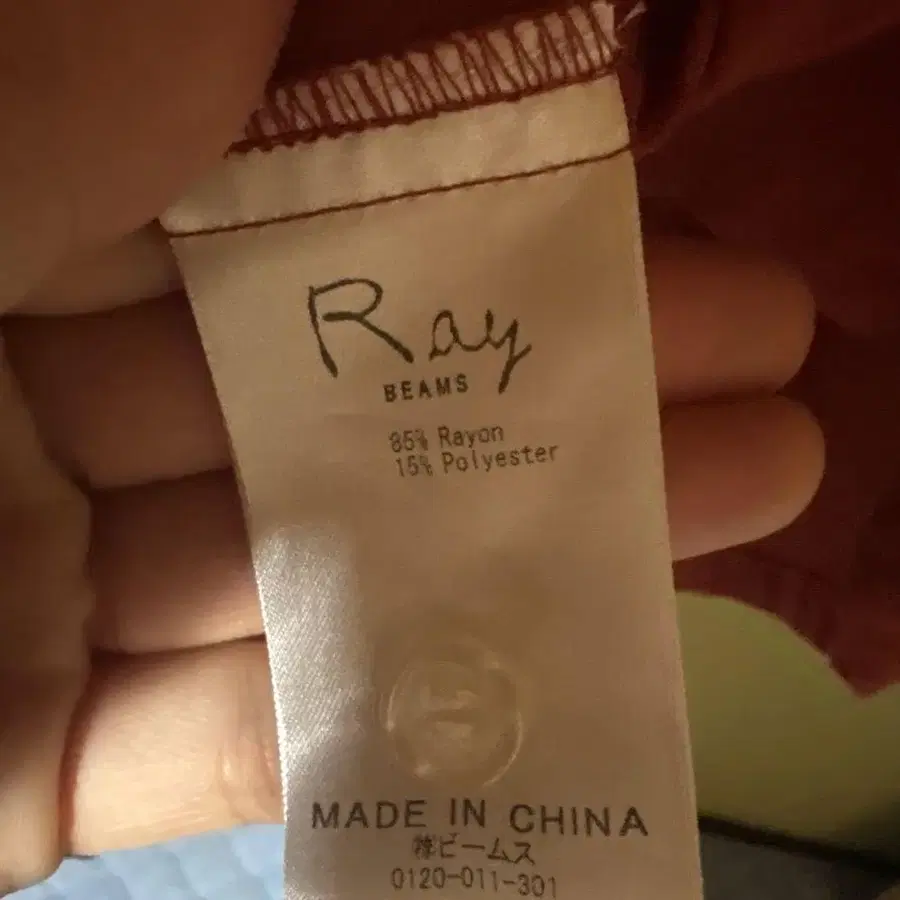 Ray
BEAMS
85% Rayon
15% Polyester
MADE IN CHINA
㈱ビームス
0120-011-301